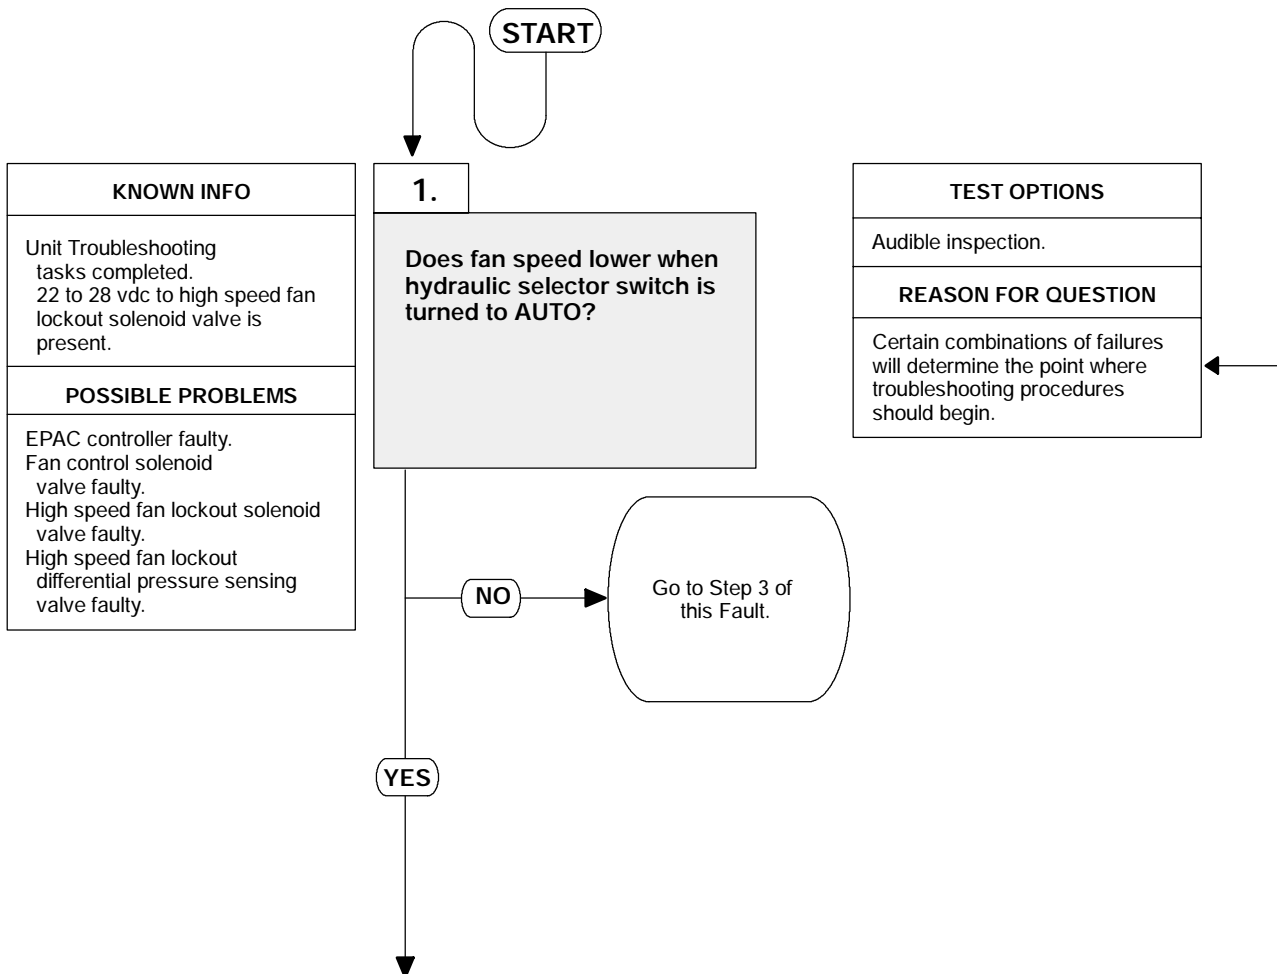 START
KNOWN INFO
Unit Troubleshooting
tasks completed.
22 to 28 vdc to high speed fan
lockout solenoid valve is
present.
POSSIBLE PROBLEMS
EPAC controller faulty.
Fan control solenoid
valve faulty.
High speed fan lockout solenoid
valve faulty.
High speed fan lockout
differential pressure sensing
valve faulty.
1.
Does fan speed lower when
hydraulic selector switch is
turned to AUTO?
TEST OPTIONS
Audible inspection.
REASON FOR QUESTION
Certain combinations of failures
will determine the point where
troubleshooting procedures
should begin.
NO
Go to Step 3 of
this Fault.
YES